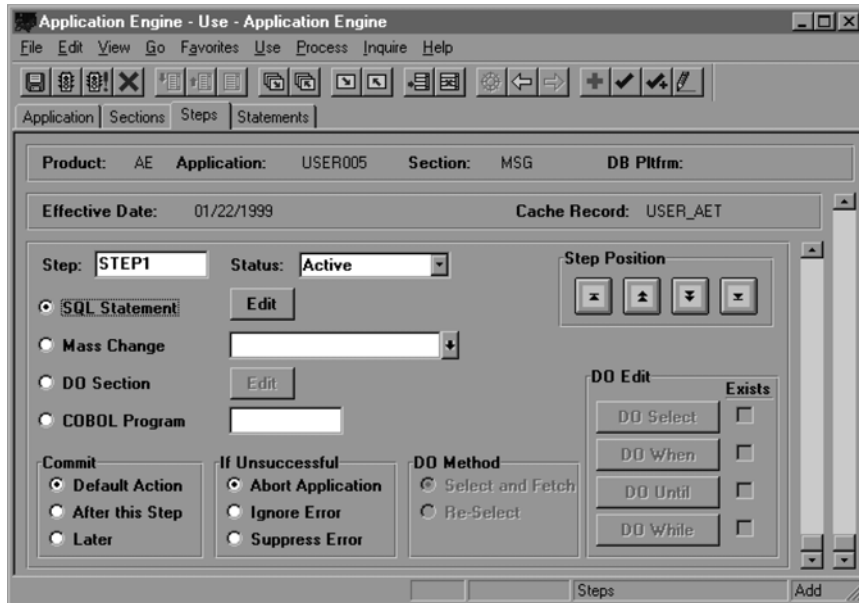 Application Engine - Use - Application Engine
File Edit View Go Favorites Use Process Inquire Help
Application Sections Steps Statements
Product: AE Application: USER005 Section: MSG DB Pltfrm:
Effective Date: 01/22/1999 Cache Record: USER_AET
Step: STEP1 Status: Active Step Position
SQL Statement Edit
Mass Change
DO Section Edit
COBOL Program
DO Edit Exists
DO Select
DO When
DO Until
DO While
Commit
Default Action
After this Step
Later
If Unsuccessful
Abort Application
Ignore Error
Suppress Error
DO Method
Select and Fetch
Re-Select
Steps Add